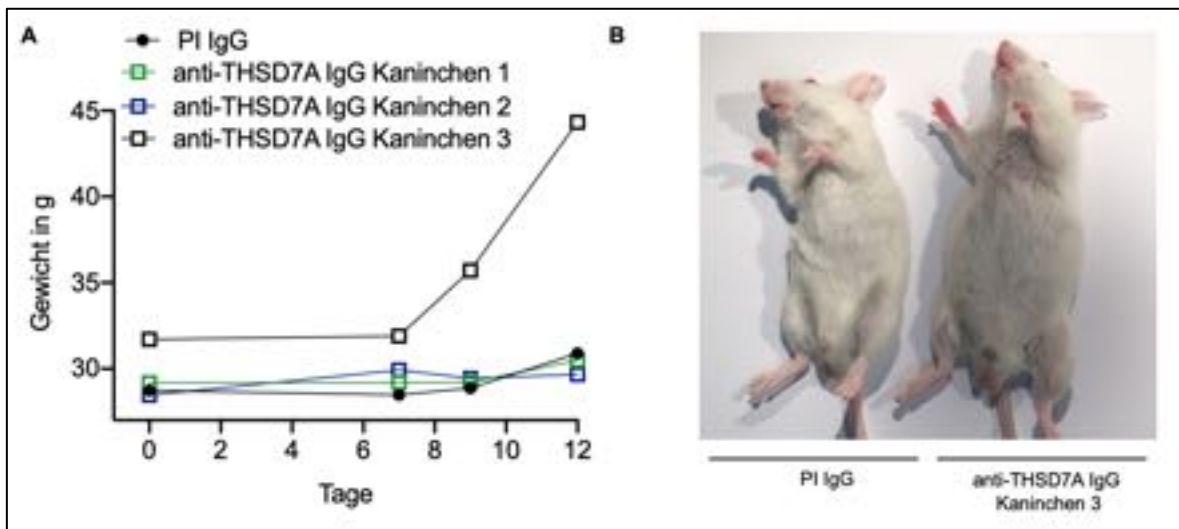 A
PI IgG
anti-THSD7A IgG Kaninchen 1
anti-THSD7A IgG Kaninchen 2
anti-THSD7A IgG Kaninchen 3
45
40
35
30
Gewicht in g
0 2 4 6 8 10 12
Tage
B
PI IgG
anti-THSD7A IgG
Kaninchen 3